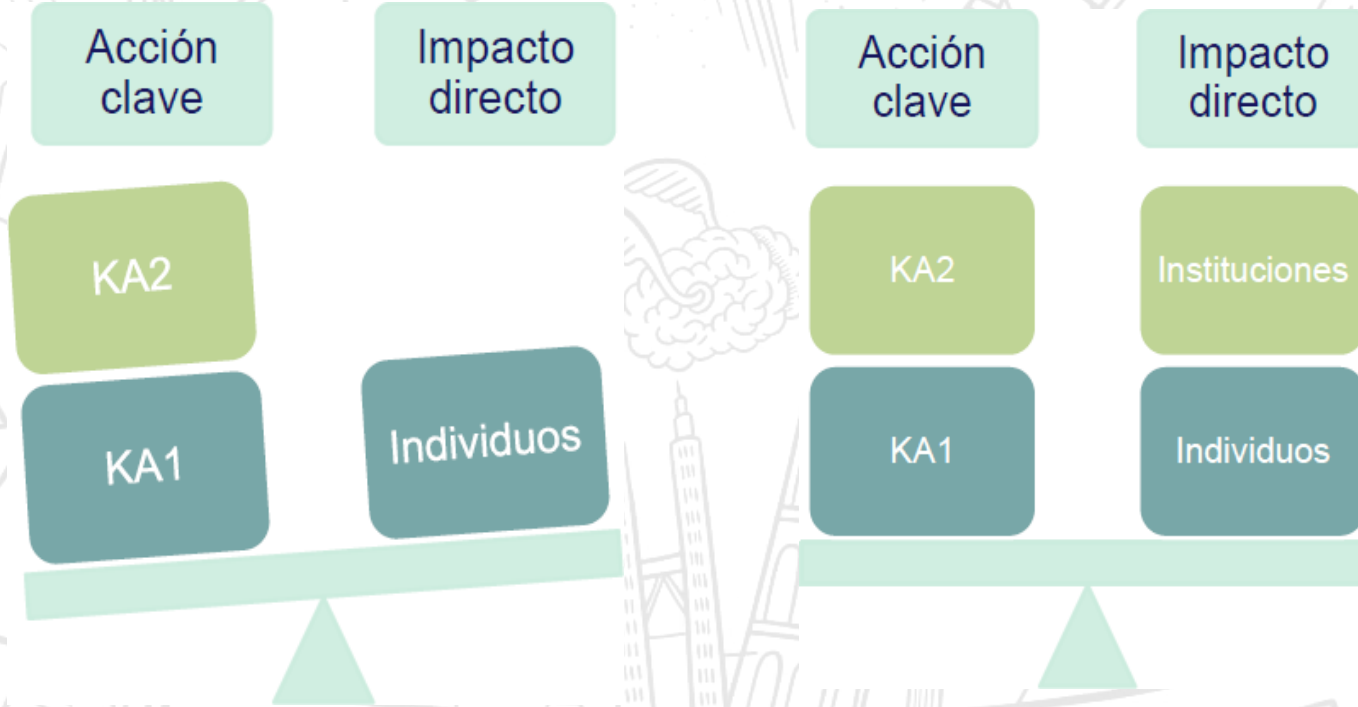 Acción
clave
Impacto
directo
KA2
KA1
Individuos
Acción
clave
Impacto
directo
KA2
Instituciones
KA1
Individuos